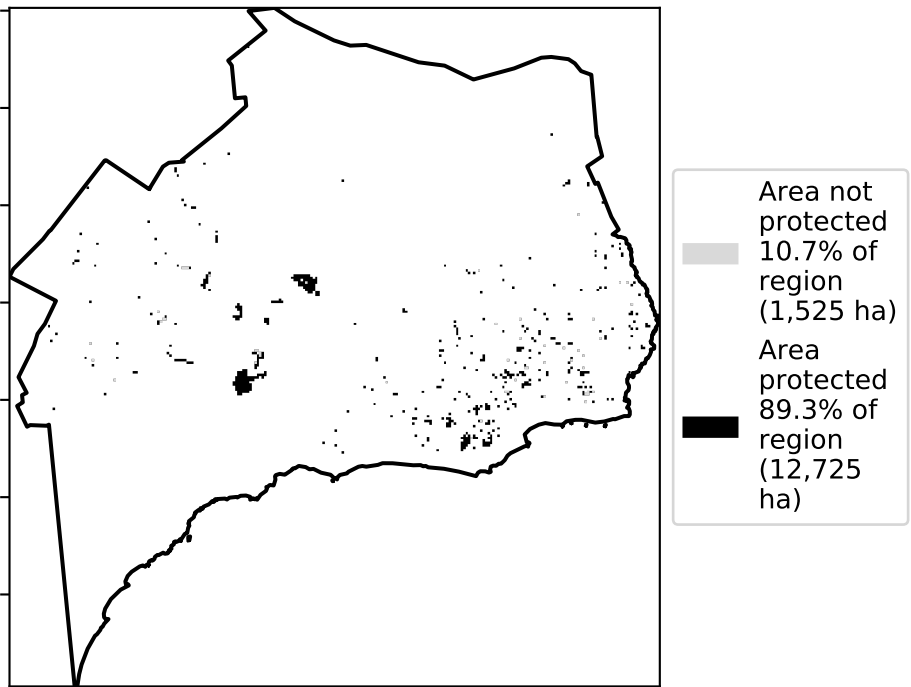 Area not
protected
10.7% of
region
(1,525 ha)
Area
protected
89.3% of
region
(12,725
ha)